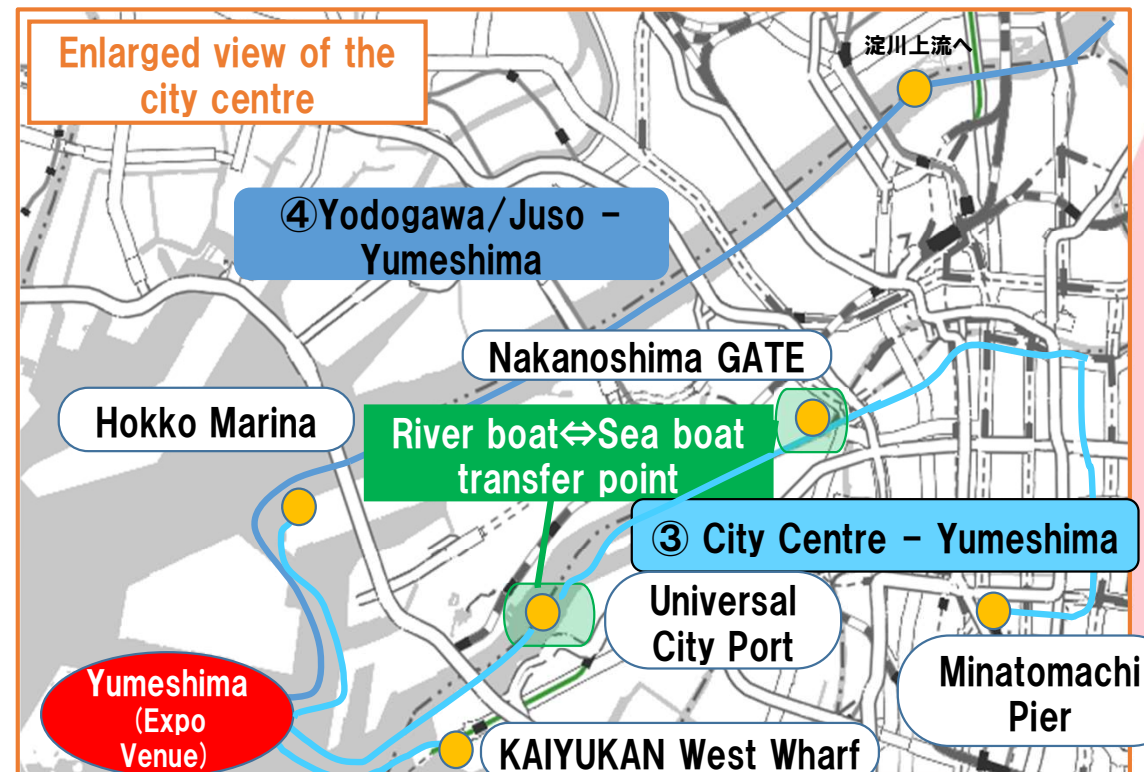 Enlarged view of the
city centre
淀川上流へ
④Yodogawa/Juso –
Yumeshima
Nakanoshima GATE
Hokko Marina
River boat⇔Sea boat
transfer point
③ City Centre – Yumeshima
Universal
City Port
Minatomachi
Pier
Yumeshima
(Expo
Venue)
KAIYUKAN West Wharf